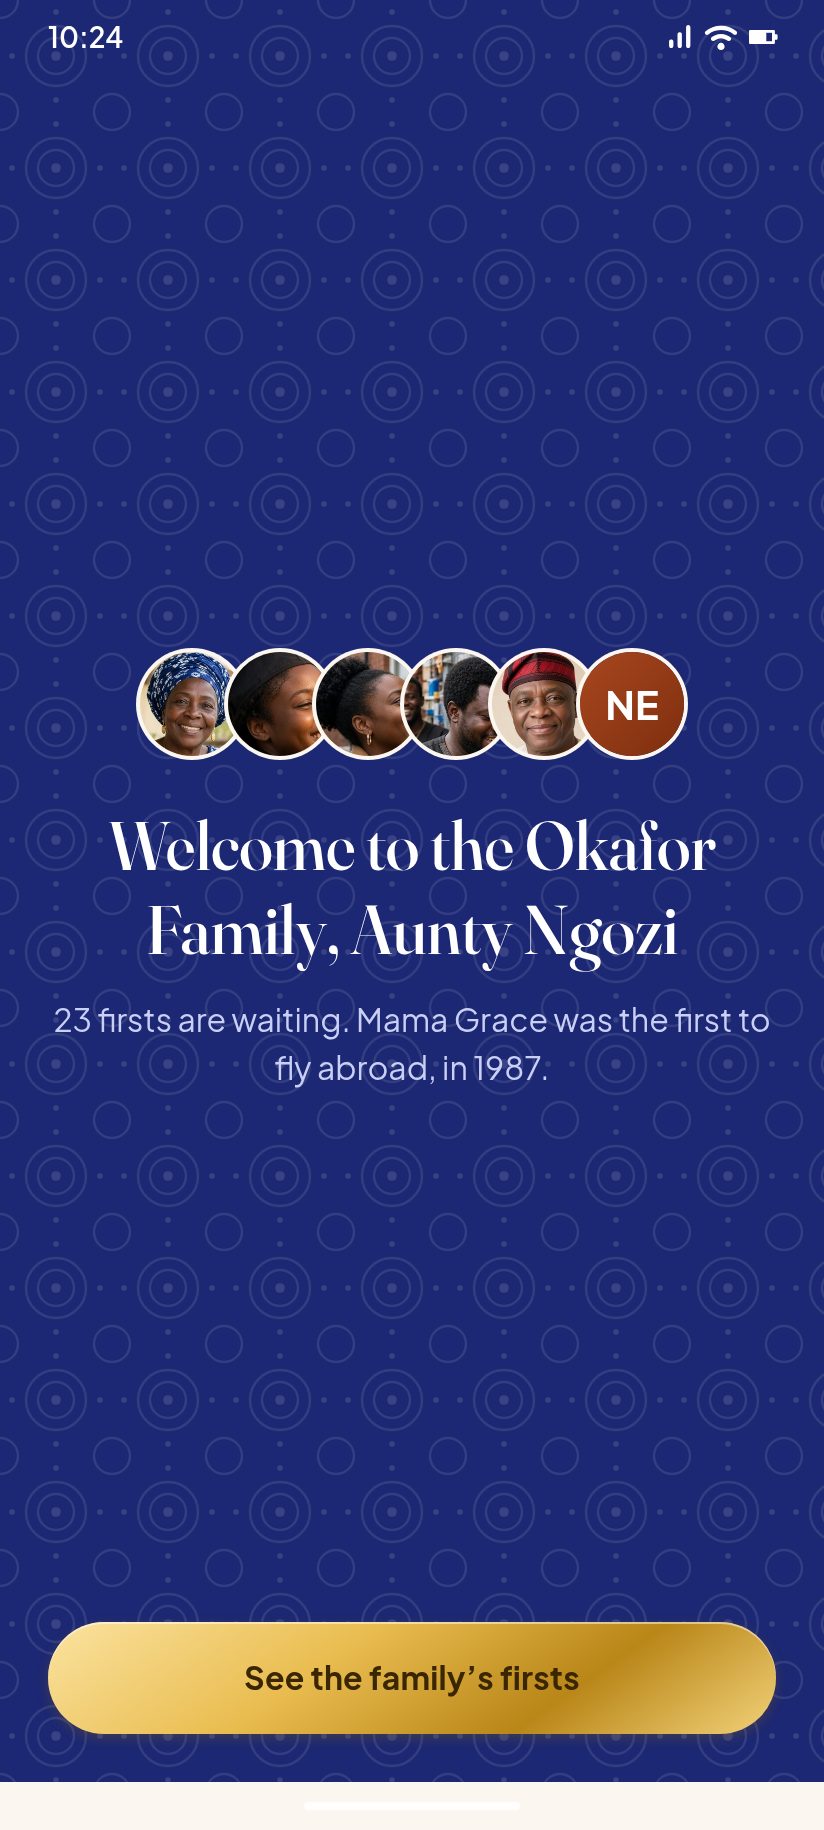 10:24
NE
Welcome to the Okafor
Family, Aunty Ngozi
23 firsts are waiting. Mama Grace was the first to
fly abroad, in 1987.
See the family’s firsts